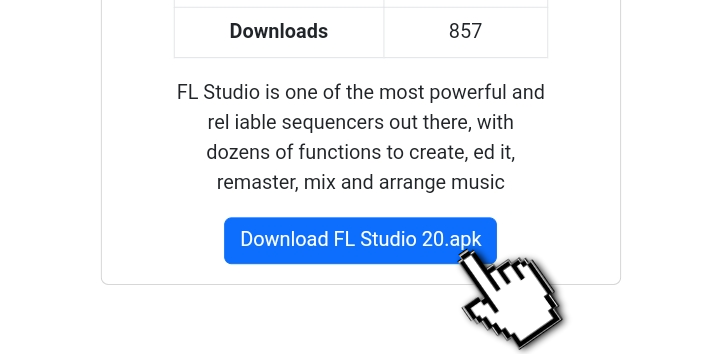 Downloads 857
FL Studio is one of the most powerful and
rel iable sequencers out there, with
dozens of functions to create, ed it,
remaster, mix and arrange music
Download FL Studio 20.apk